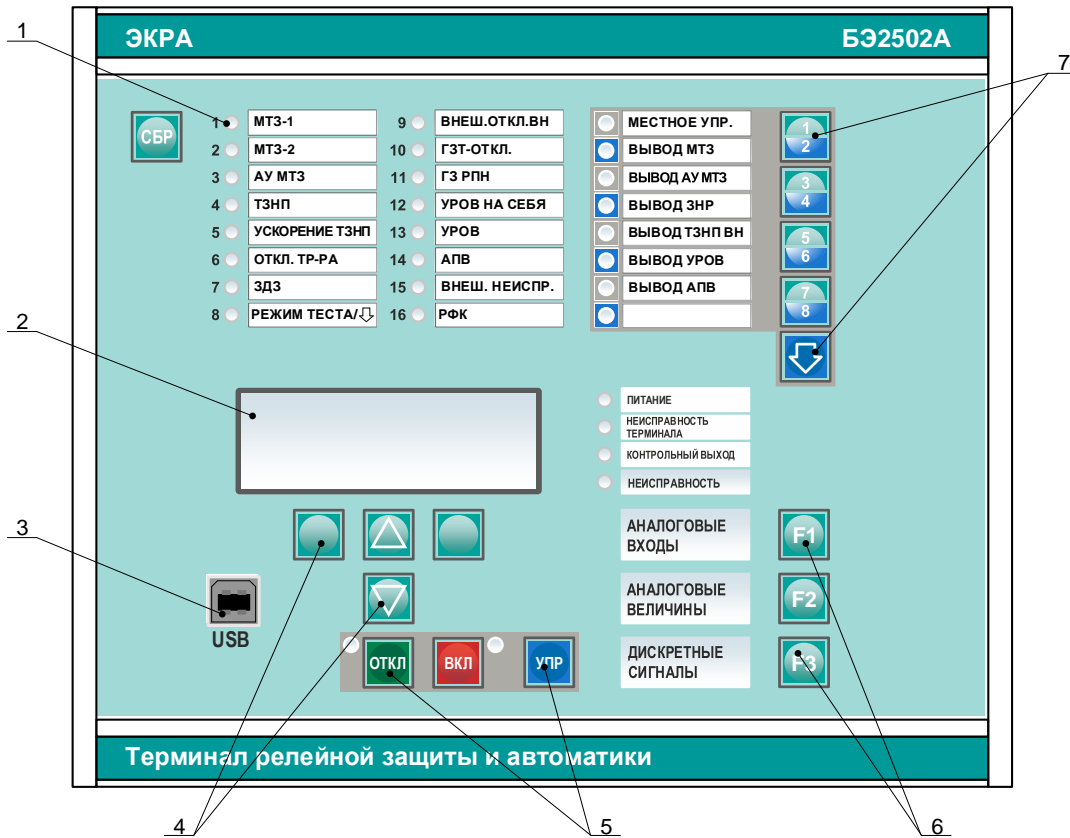 1
7
ЭКРА
БЭ2502А
СБР
1 МТЗ-1
2 МТЗ-2
3 АУ МТЗ
4 ТЗНП
5 УСКОРЕНИЕ ТЗНП
6 ОТКЛ. ТР-РА
7 ЗДЗ
8 РЕЖИМ ТЕСТА/
9 ВНЕШ.ОТКЛ.ВН
10 ГЗТ-ОТКЛ.
11 ГЗ РПН
12 УРОВ НА СЕБЯ
13 УРОВ
14 АПВ
15 ВНЕШ. НЕИСПР.
16 РФК
МЕСТНОЕ УПР.
ВЫВОД МТЗ
ВЫВОД АУ МТЗ
ВЫВОД ЗНР
ВЫВОД ТЗНП ВН
ВЫВОД УРОВ
ВЫВОД АПВ
1
2
3
4
5
6
7
8
2
ПИТАНИЕ
НЕИСПРАВНОСТЬ
ТЕРМИНАЛА
КОНТРОЛЬНЫЙ ВЫХОД
НЕИСПРАВНОСТЬ
3
АНАЛОГОВЫЕ
ВХОДЫ
F1
АНАЛОГОВЫЕ
ВЕЛИЧИНЫ
F2
USB
ДИСКРЕТНЫЕ
СИГНАЛЫ
F3
ОТКЛ
ВКЛ
УПР
Терминал релейной защиты и автоматики
4
5
6